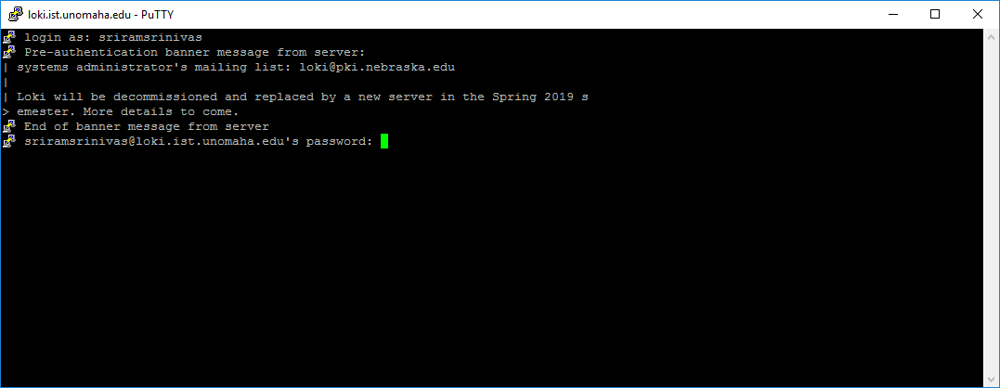 loki.ist.unomaha.edu - PuTTY
login as: sriramsrinivas
Pre-authentication banner message from server:
| systems administrator's mailing list: loki@pki.nebraska.edu
|
| Loki will be decommissioned and replaced by a new server in the Spring 2019 s
> emester. More details to come.
End of banner message from server
sriramsrinivas@loki.ist.unomaha.edu's password: